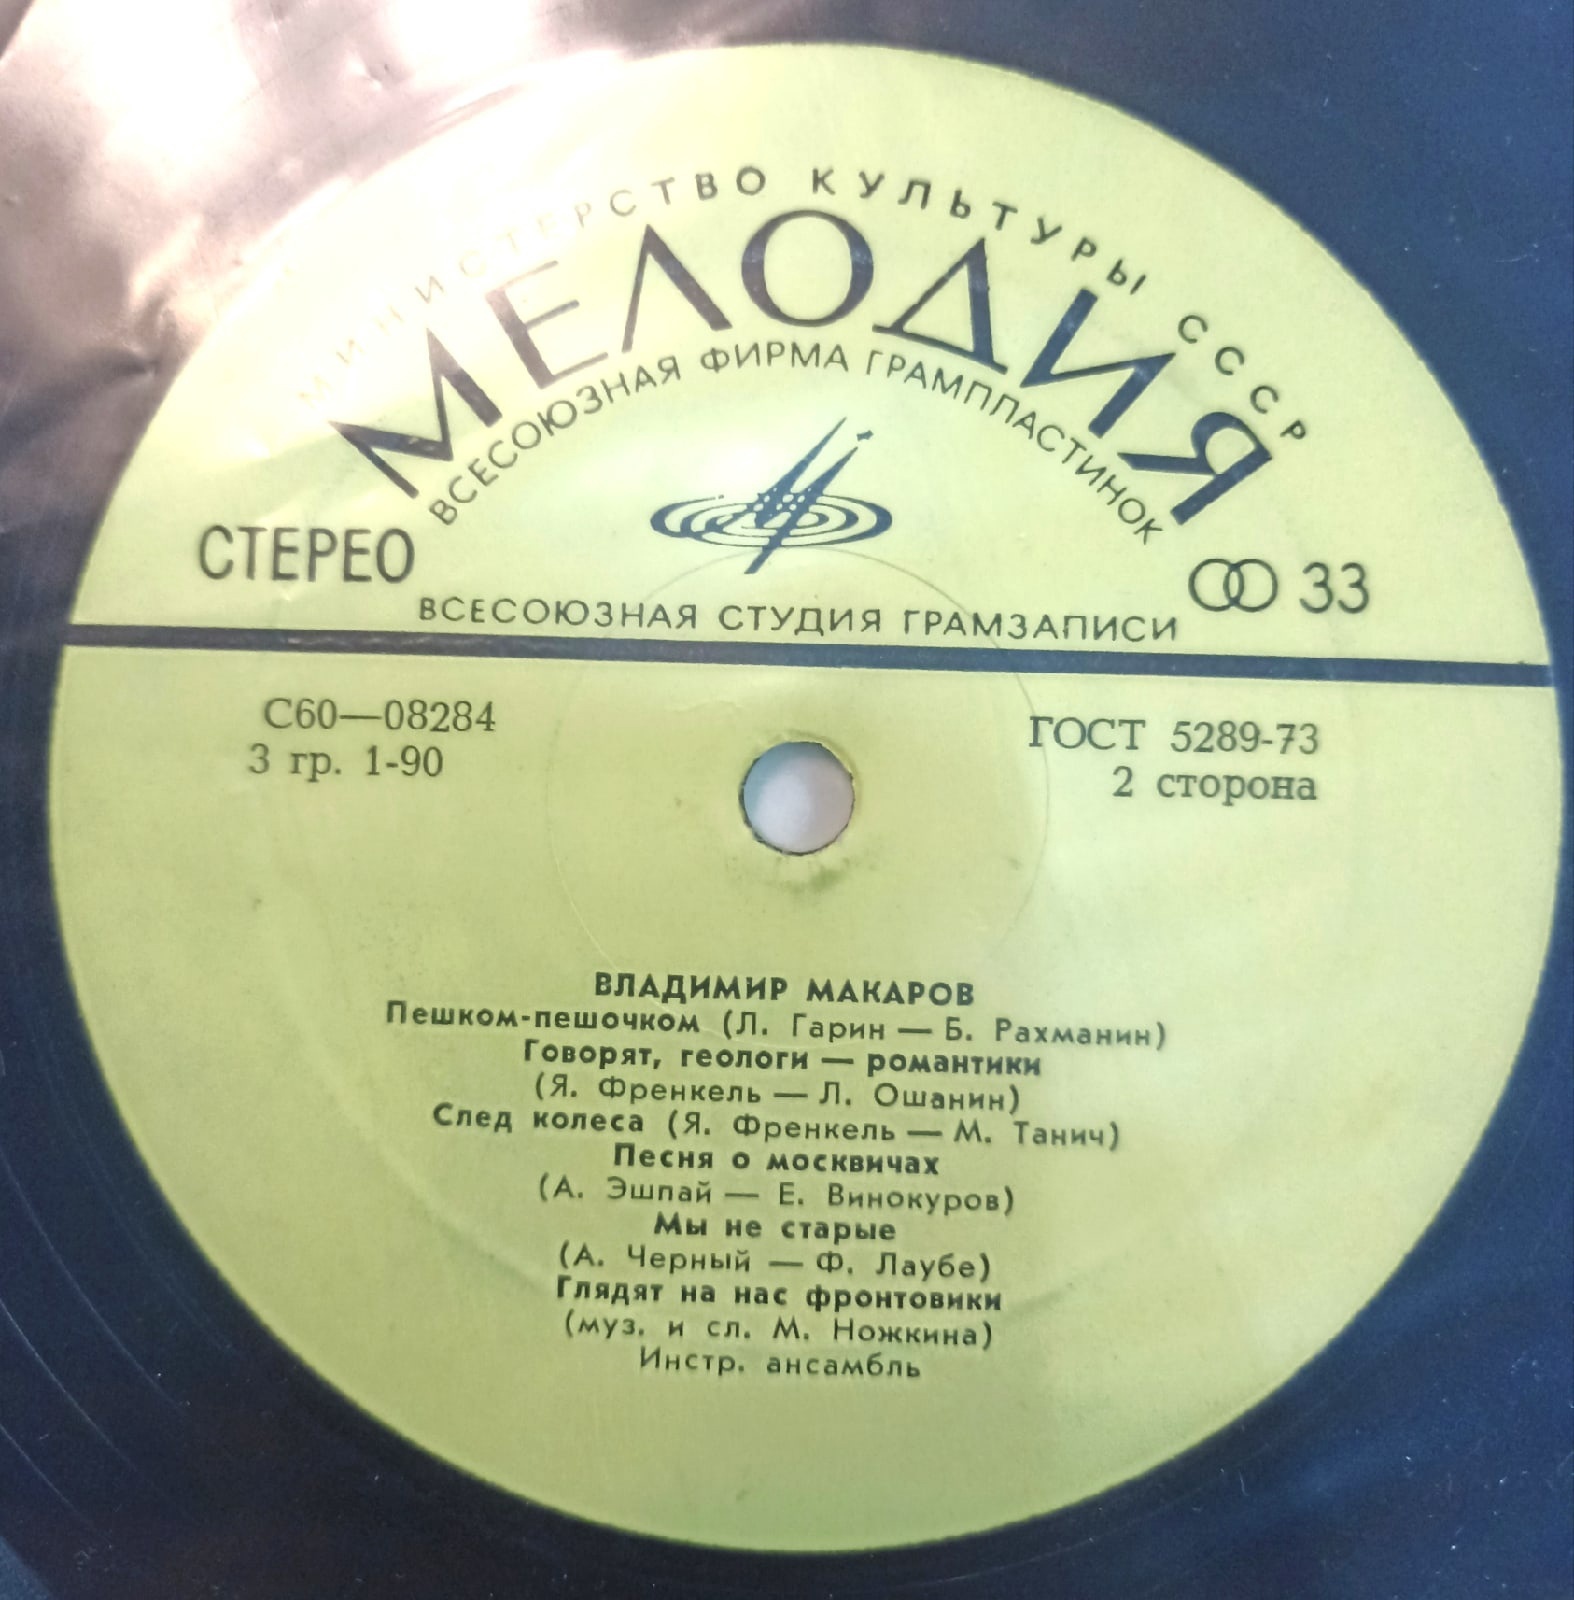 МИНИСТЕРСТВО КУЛЬТУРЫ СССР
МЕЛОДИЯ
ВСЕСОЮЗНАЯ ФИРМА ГРАМПЛАСТИНОК
СТЕРЕО
33
ВСЕСОЮЗНАЯ СТУДИЯ ГРАМЗАПИСИ
С60—08284
ГОСТ 5289-73
3 гр. 1-90
2 сторона
ВЛАДИМИР МАКАРОВ
Пешком-пешочком (Л. Гарин — Б. Рахманин)
Говорят, геологи — романтики
(Я. Френкель — Л. Ошанин)
След колеса (Я. Френкель — М. Танич)
Песня о москвичах
(А. Эшпай — Е. Винокуров)
Мы не старые
(А. Черный — Ф. Лаубе)
Глядят на нас фронтовики
(муз. и сл. М. Ножкина)
Инстр. ансамбль